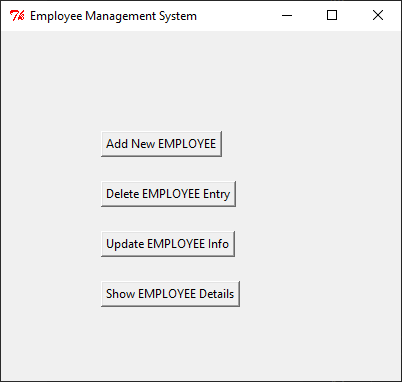 Employee Management System
Add New EMPLOYEE
Delete EMPLOYEE Entry
Update EMPLOYEE Info
Show EMPLOYEE Details